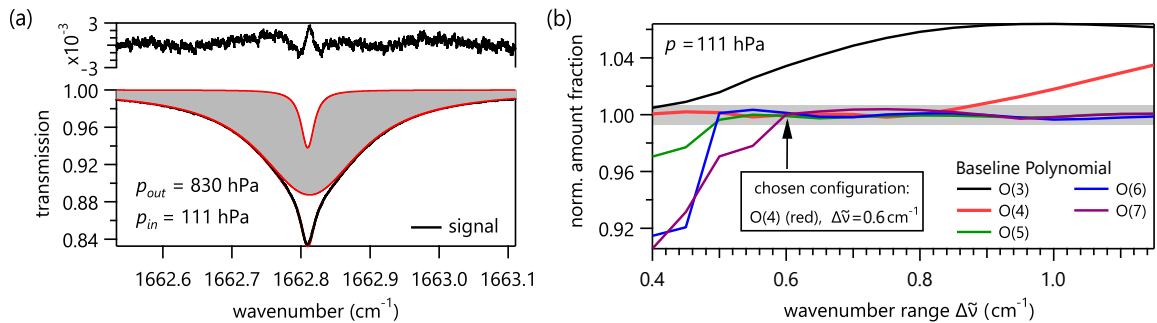 (a)
3
-3
x10⁻³
1.00
0.96
0.92
0.88
0.84
transmission
p_out = 830 hPa
p_in = 111 hPa
signal
1662.6
1662.7
1662.8
1662.9
1663.0
1663.1
wavenumber (cm⁻¹)
(b)
p = 111 hPa
1.04
1.00
0.96
0.92
norm. amount fraction
chosen configuration:
O(4) (red), Δṽ=0.6 cm⁻¹
Baseline Polynomial
O(3)
O(4)
O(5)
O(6)
O(7)
0.4
0.6
0.8
1.0
wavenumber range Δṽ (cm⁻¹)